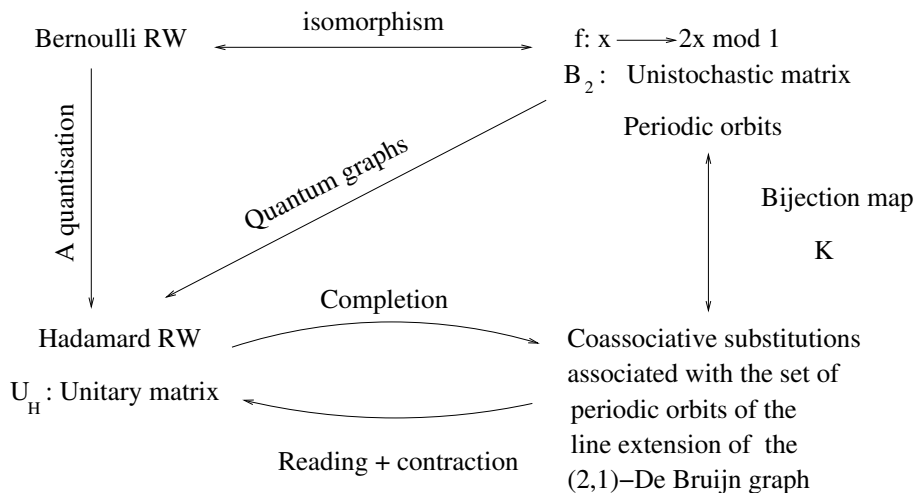 isomorphism
Bernoulli RW
f: x ⟶ 2x mod 1
B_2 : Unistochastic matrix
Periodic orbits
A quantisation
Quantum graphs
Bijection map
K
Completion
Hadamard RW
U_H : Unitary matrix
Coassociative substitutions
associated with the set of
periodic orbits of the
line extension of the
(2,1)−De Bruijn graph
Reading + contraction